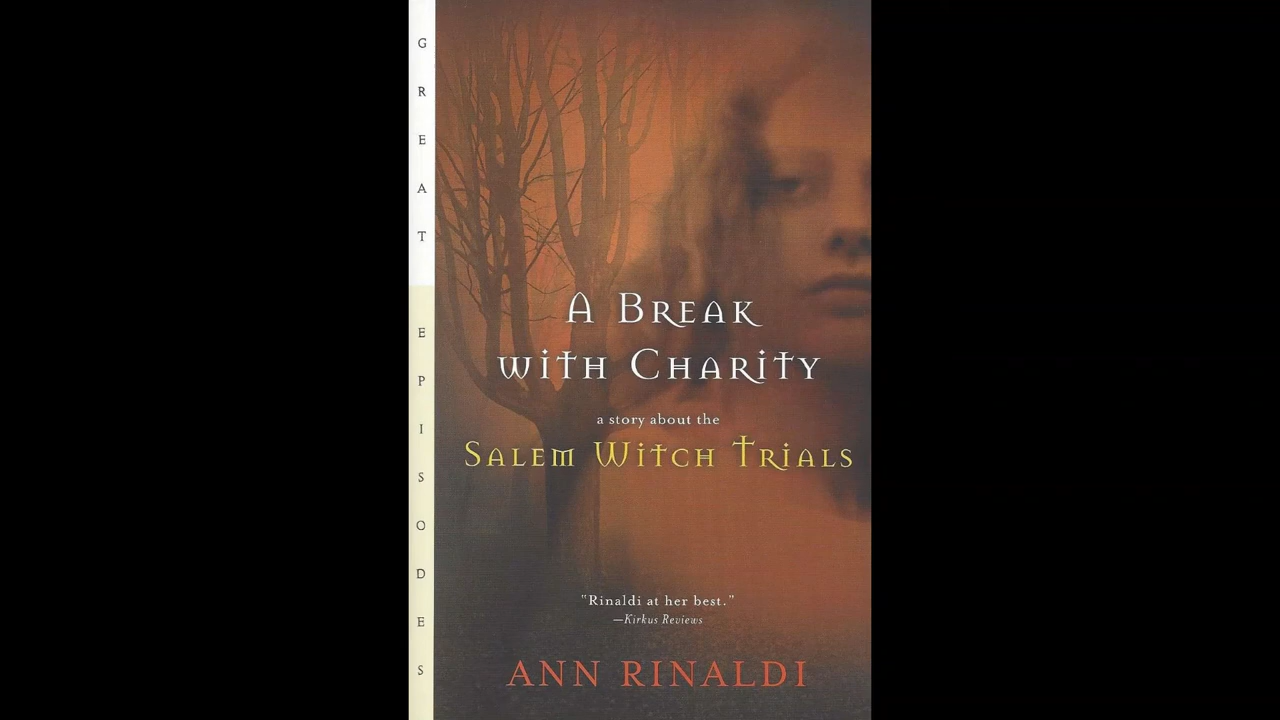 GREAT EPISODES
A Break
with Charity
a story about the
Salem Witch Trials
"Rinaldi at her best."
—Kirkus Reviews
ANN RINALDI